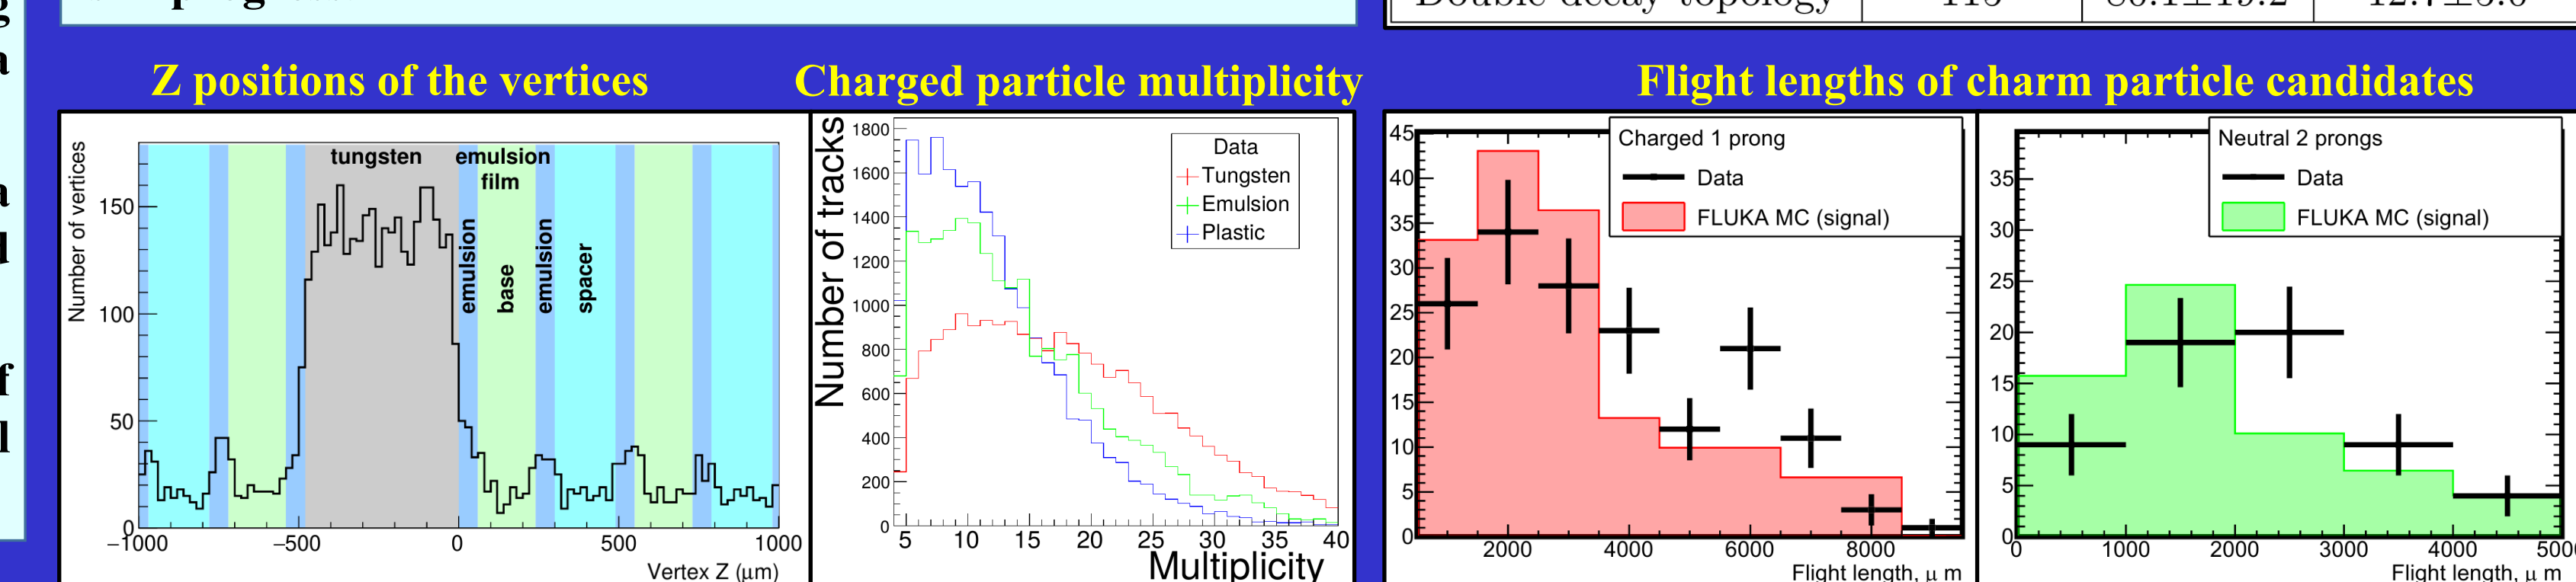 g
a
a
d
f
l
Double decay topology 115
Z positions of the vertices
Charged particle multiplicity
Flight lengths of charm particle candidates
Number of vertices
150
100
50
0
tungsten
emulsion
film
emulsion
base
emulsion
spacer
−1000 −500 0 500 1000
Vertex Z (μm)
Number of tracks
1800
1600
1400
1200
1000
800
600
400
200
0
Data
Tungsten
Emulsion
Plastic
5 10 15 20 25 30 35 40
Multiplicity
45
40
35
30
25
20
15
10
5
0
Charged 1 prong
Data
FLUKA MC (signal)
2000 4000 6000 8000
Flight length, μ m
35
30
25
20
15
10
5
0
Neutral 2 prongs
Data
FLUKA MC (signal)
0 1000 2000 3000 4000 500
Flight length, μ m